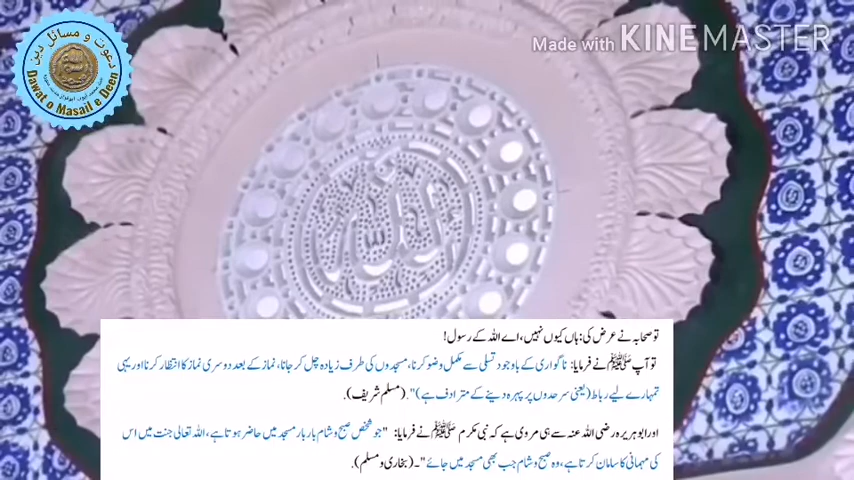 Made with KINEMASTER
دعوت و مسائل دین
Dawat o Masail e Deen
اللہ
تو صحابہ نے عرض کی: ہاں کیوں نہیں، اے اللہ کے رسول!
تو آپ ﷺ نے فرمایا: ناگواری کے باوجود تسلی سے مکمل وضو کرنا، مسجدوں کی طرف زیادہ چل کر جانا، نماز کے بعد دوسری نماز کا انتظار کرنا اور یہی
تمہارے لیے رباط (یعنی سرحدوں پر پہرہ دینے کے مترادف ہے)"۔ (مسلم شریف).
اور ابوہریرہ رضی اللہ عنہ سے ہی مروی ہے کہ نبی مکرم ﷺ نے فرمایا: "جو شخص صبح و شام بار بار مسجد میں حاضر ہوتا ہے، اللہ تعالی جنت میں اس
کی مہمانی کا سامان کرتا ہے، وہ صبح و شام جب بھی مسجد میں جائے"۔ (بخاری و مسلم).